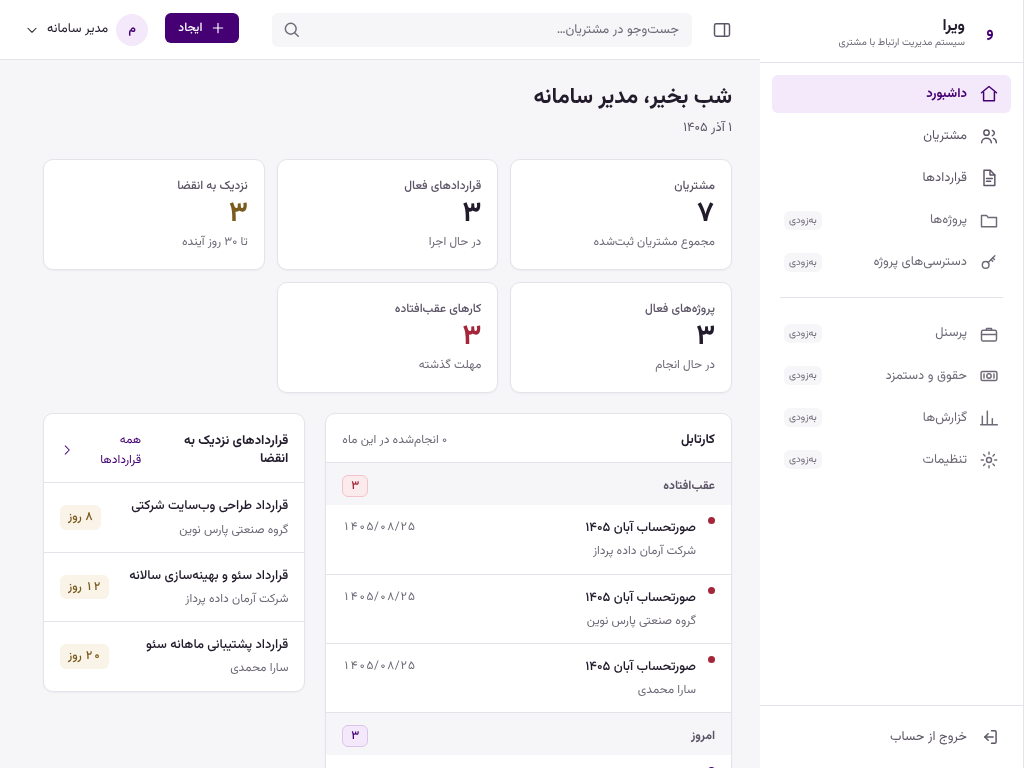 و
ویرا
سیستم مدیریت ارتباط با مشتری
داشبورد
مشتریان
قراردادها
پروژه‌ها
به‌زودی
دسترسی‌های پروژه
به‌زودی
پرسنل
به‌زودی
حقوق و دستمزد
به‌زودی
گزارش‌ها
به‌زودی
تنظیمات
به‌زودی
خروج از حساب
جست‌وجو در مشتریان…
ایجاد
م
مدیر سامانه
شب بخیر، مدیر سامانه
۱ آذر ۱۴۰۵
مشتریان
۷
مجموع مشتریان ثبت‌شده
قراردادهای فعال
۳
در حال اجرا
نزدیک به انقضا
۳
تا ۳۰ روز آینده
پروژه‌های فعال
۳
در حال انجام
کارهای عقب‌افتاده
۳
مهلت گذشته
کارتابل
۰ انجام‌شده در این ماه
عقب‌افتاده
۳
صورتحساب آبان ۱۴۰۵
۱۴۰۵/۰۸/۲۵
شرکت آرمان داده پرداز
صورتحساب آبان ۱۴۰۵
۱۴۰۵/۰۸/۲۵
گروه صنعتی پارس نوین
صورتحساب آبان ۱۴۰۵
۱۴۰۵/۰۸/۲۵
سارا محمدی
امروز
۳
قراردادهای نزدیک به
انقضا
همه
قراردادها
قرارداد طراحی وب‌سایت شرکتی
گروه صنعتی پارس نوین
۸ روز
قرارداد سئو و بهینه‌سازی سالانه
شرکت آرمان داده پرداز
۱۲ روز
قرارداد پشتیبانی ماهانه سئو
سارا محمدی
۲۰ روز